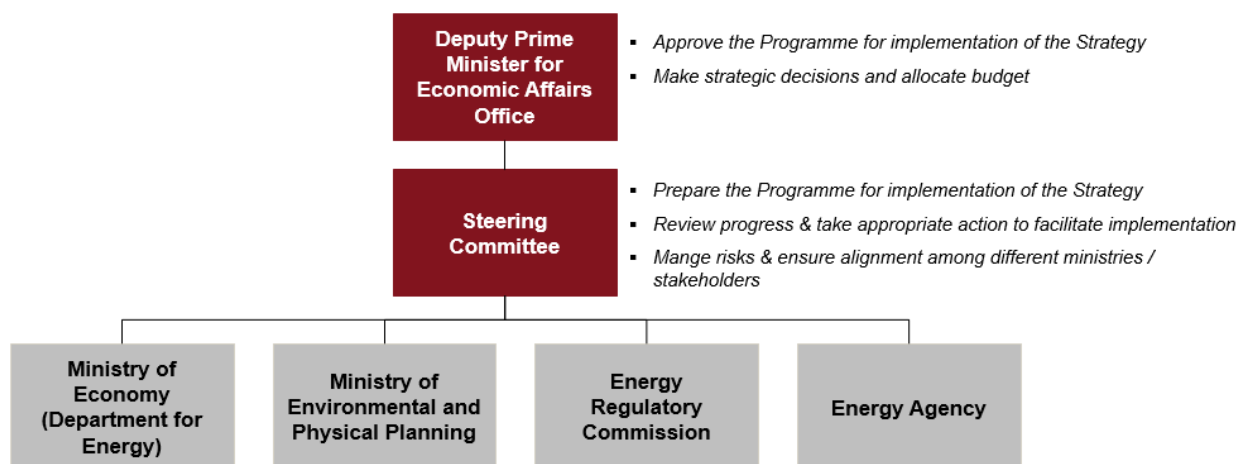 Deputy Prime
Minister for
Economic Affairs
Office
▪ Approve the Programme for implementation of the Strategy
▪ Make strategic decisions and allocate budget
Steering
Committee
▪ Prepare the Programme for implementation of the Strategy
▪ Review progress & take appropriate action to facilitate implementation
▪ Mange risks & ensure alignment among different ministries /
stakeholders
Ministry of
Economy
(Department for
Energy)
Ministry of
Environmental and
Physical Planning
Energy
Regulatory
Commission
Energy Agency